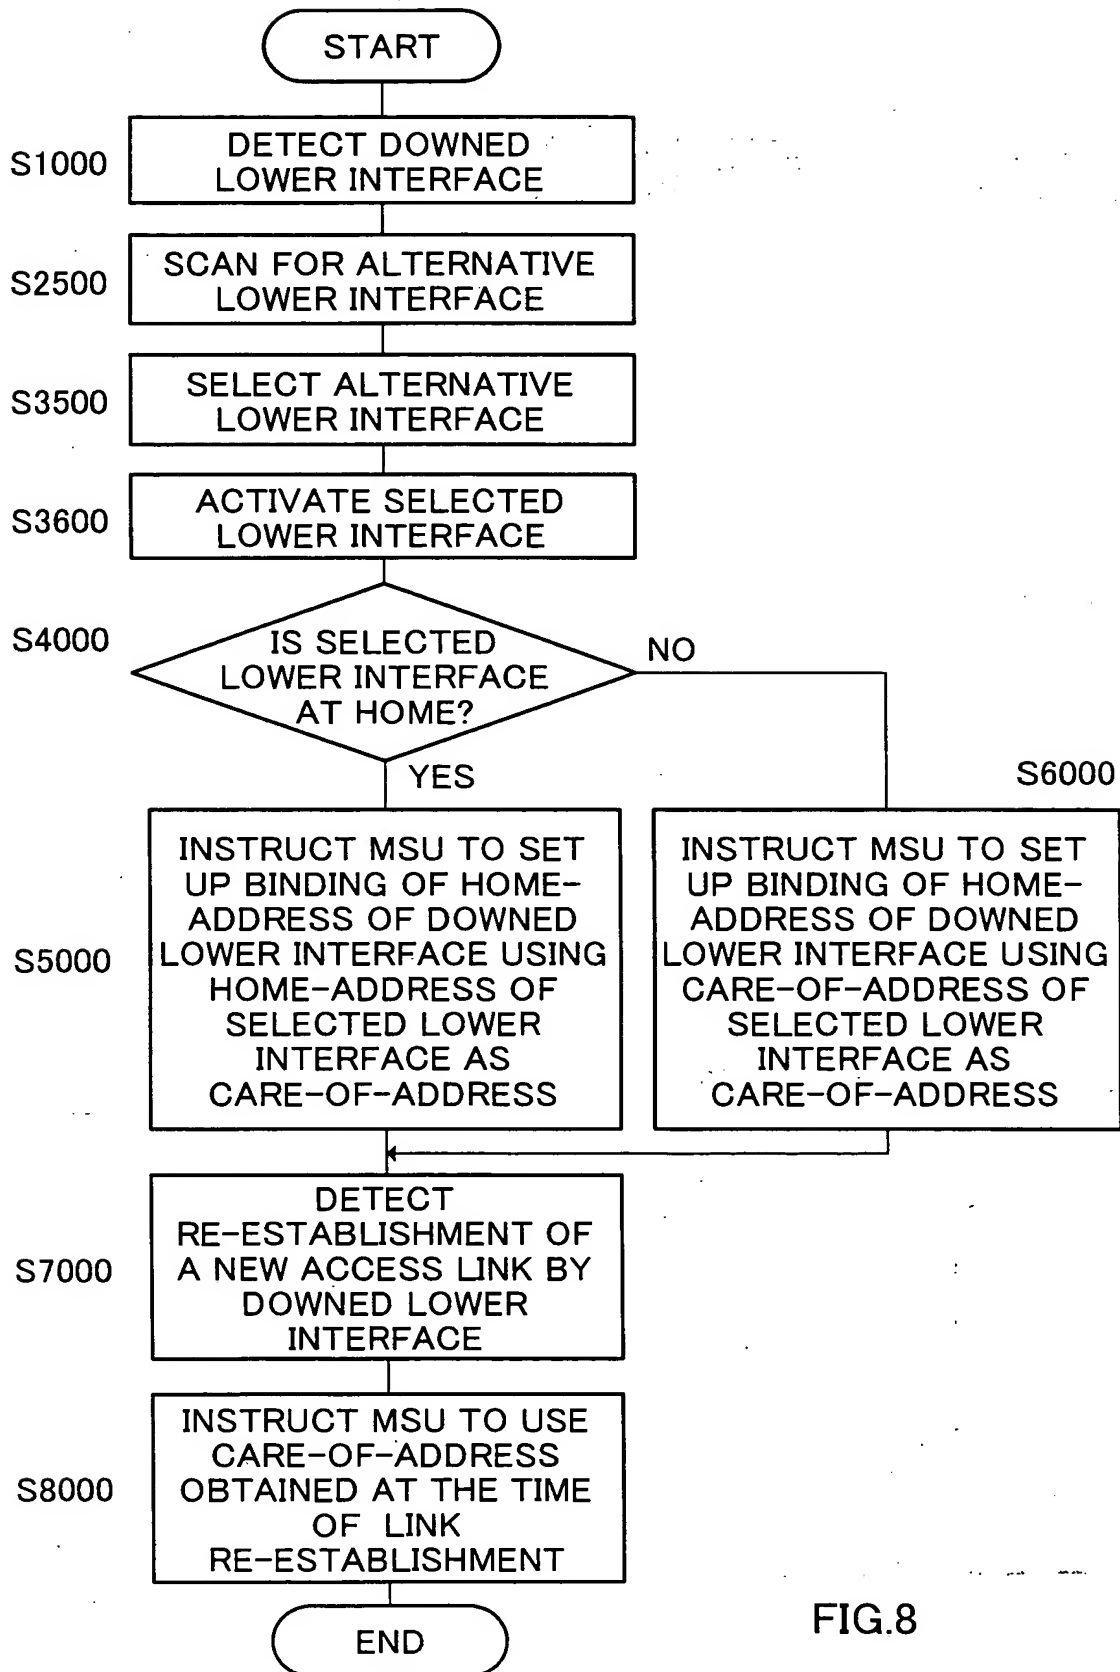 START
S1000
DETECT DOWNED
LOWER INTERFACE
S2500
SCAN FOR ALTERNATIVE
LOWER INTERFACE
S3500
SELECT ALTERNATIVE
LOWER INTERFACE
S3600
ACTIVATE SELECTED
LOWER INTERFACE
S4000
IS SELECTED
LOWER INTERFACE
AT HOME?
NO
YES
S5000
INSTRUCT MSU TO SET
UP BINDING OF HOME-
ADDRESS OF DOWNED
LOWER INTERFACE USING
HOME-ADDRESS OF
SELECTED LOWER
INTERFACE AS
CARE-OF-ADDRESS
S6000
INSTRUCT MSU TO SET
UP BINDING OF HOME-
ADDRESS OF DOWNED
LOWER INTERFACE USING
CARE-OF-ADDRESS OF
SELECTED LOWER
INTERFACE AS
CARE-OF-ADDRESS
S7000
DETECT
RE-ESTABLISHMENT OF
A NEW ACCESS LINK BY
DOWNED LOWER
INTERFACE
S8000
INSTRUCT MSU TO USE
CARE-OF-ADDRESS
OBTAINED AT THE TIME
OF LINK
RE-ESTABLISHMENT
END
FIG.8